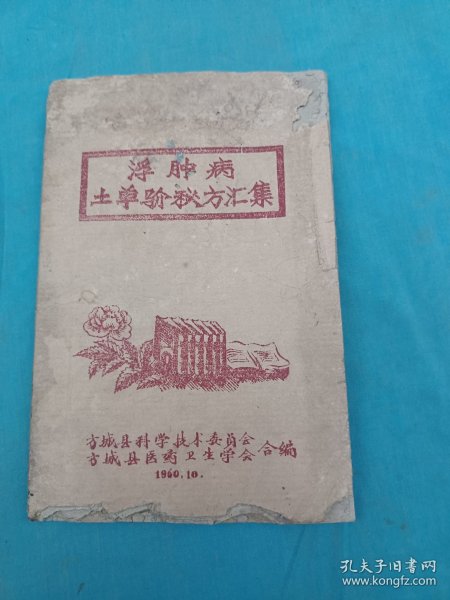 浮肿病
土单验秘方汇集
方城县科学技术委员会
方城县医药卫生学会合编
1960.10.
孔夫子旧书网
www.kongfz.com